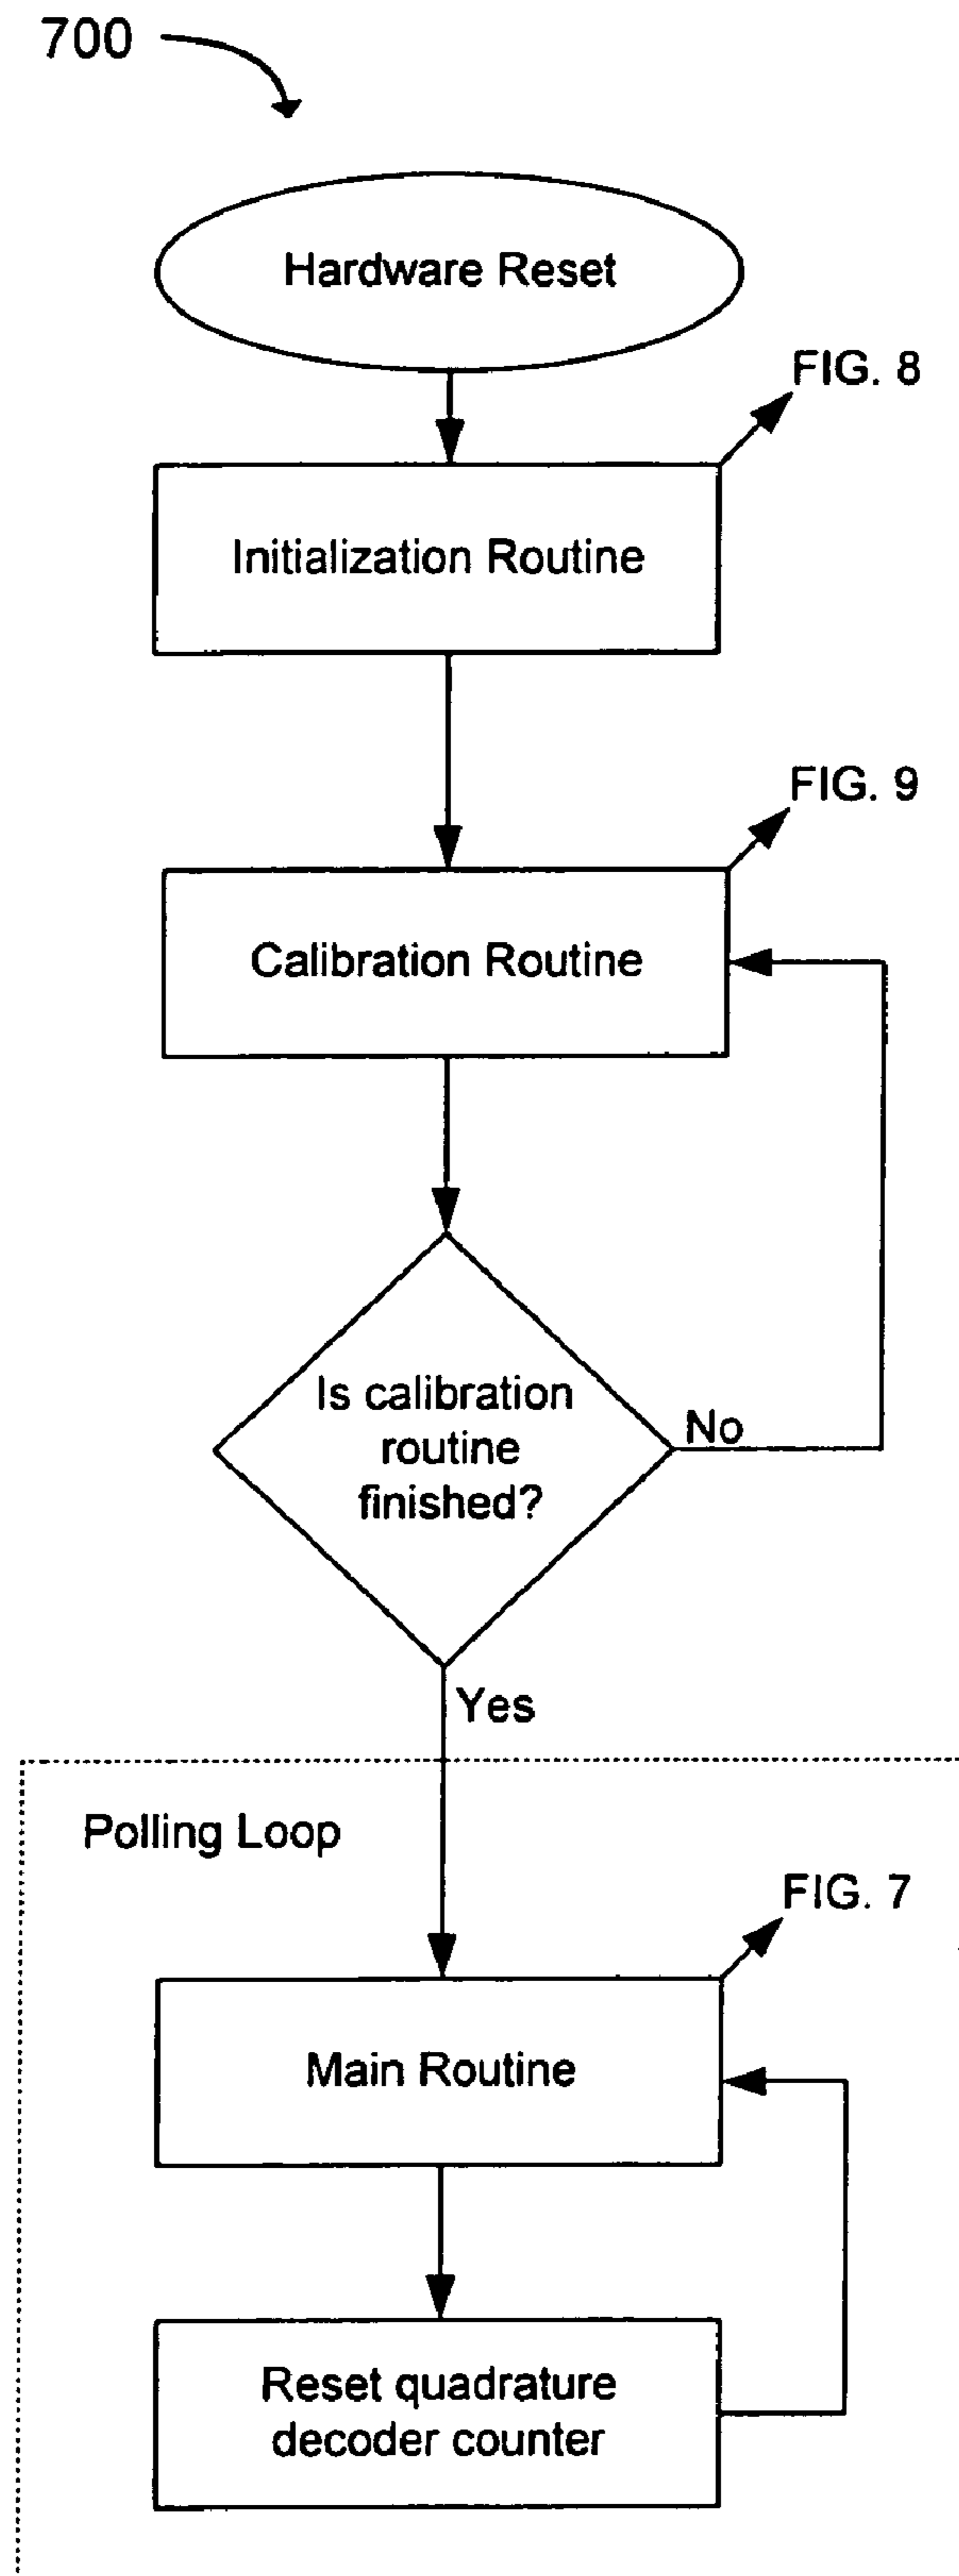 700
Hardware Reset
FIG. 8
Initialization Routine
FIG. 9
Calibration Routine
Is calibration
routine
finished?
No
Yes
Polling Loop
FIG. 7
Main Routine
Reset quadrature
decoder counter